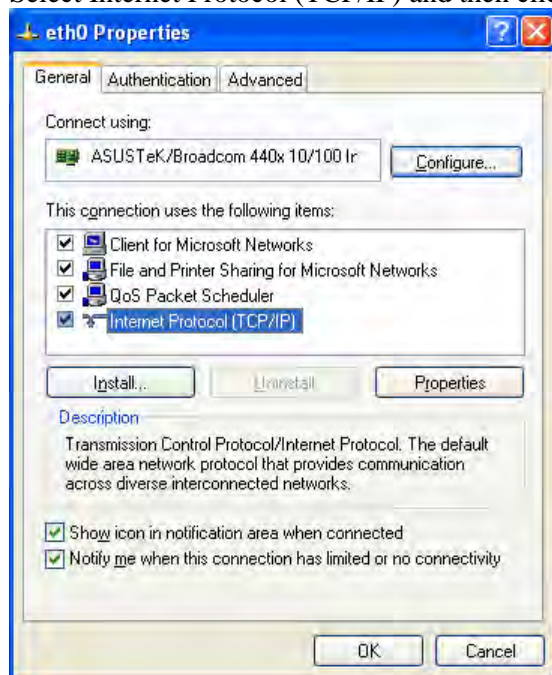 Select Internet Protocol (TCP/IP) and then
eth0 Properties
General Authentication Advanced
Connect using:
ASUSTeK/Broadcom 440x 10/100 Ir
Configure...
This connection uses the following items:
Client for Microsoft Networks
File and Printer Sharing for Microsoft Networks
QoS Packet Scheduler
Internet Protocol (TCP/IP)
Install... Uninstall Properties
Description
Transmission Control Protocol/Internet Protocol. The default
wide area network protocol that provides communication
across diverse interconnected networks.
Show icon in notification area when connected
Notify me when this connection has limited or no connectivity
OK Cancel